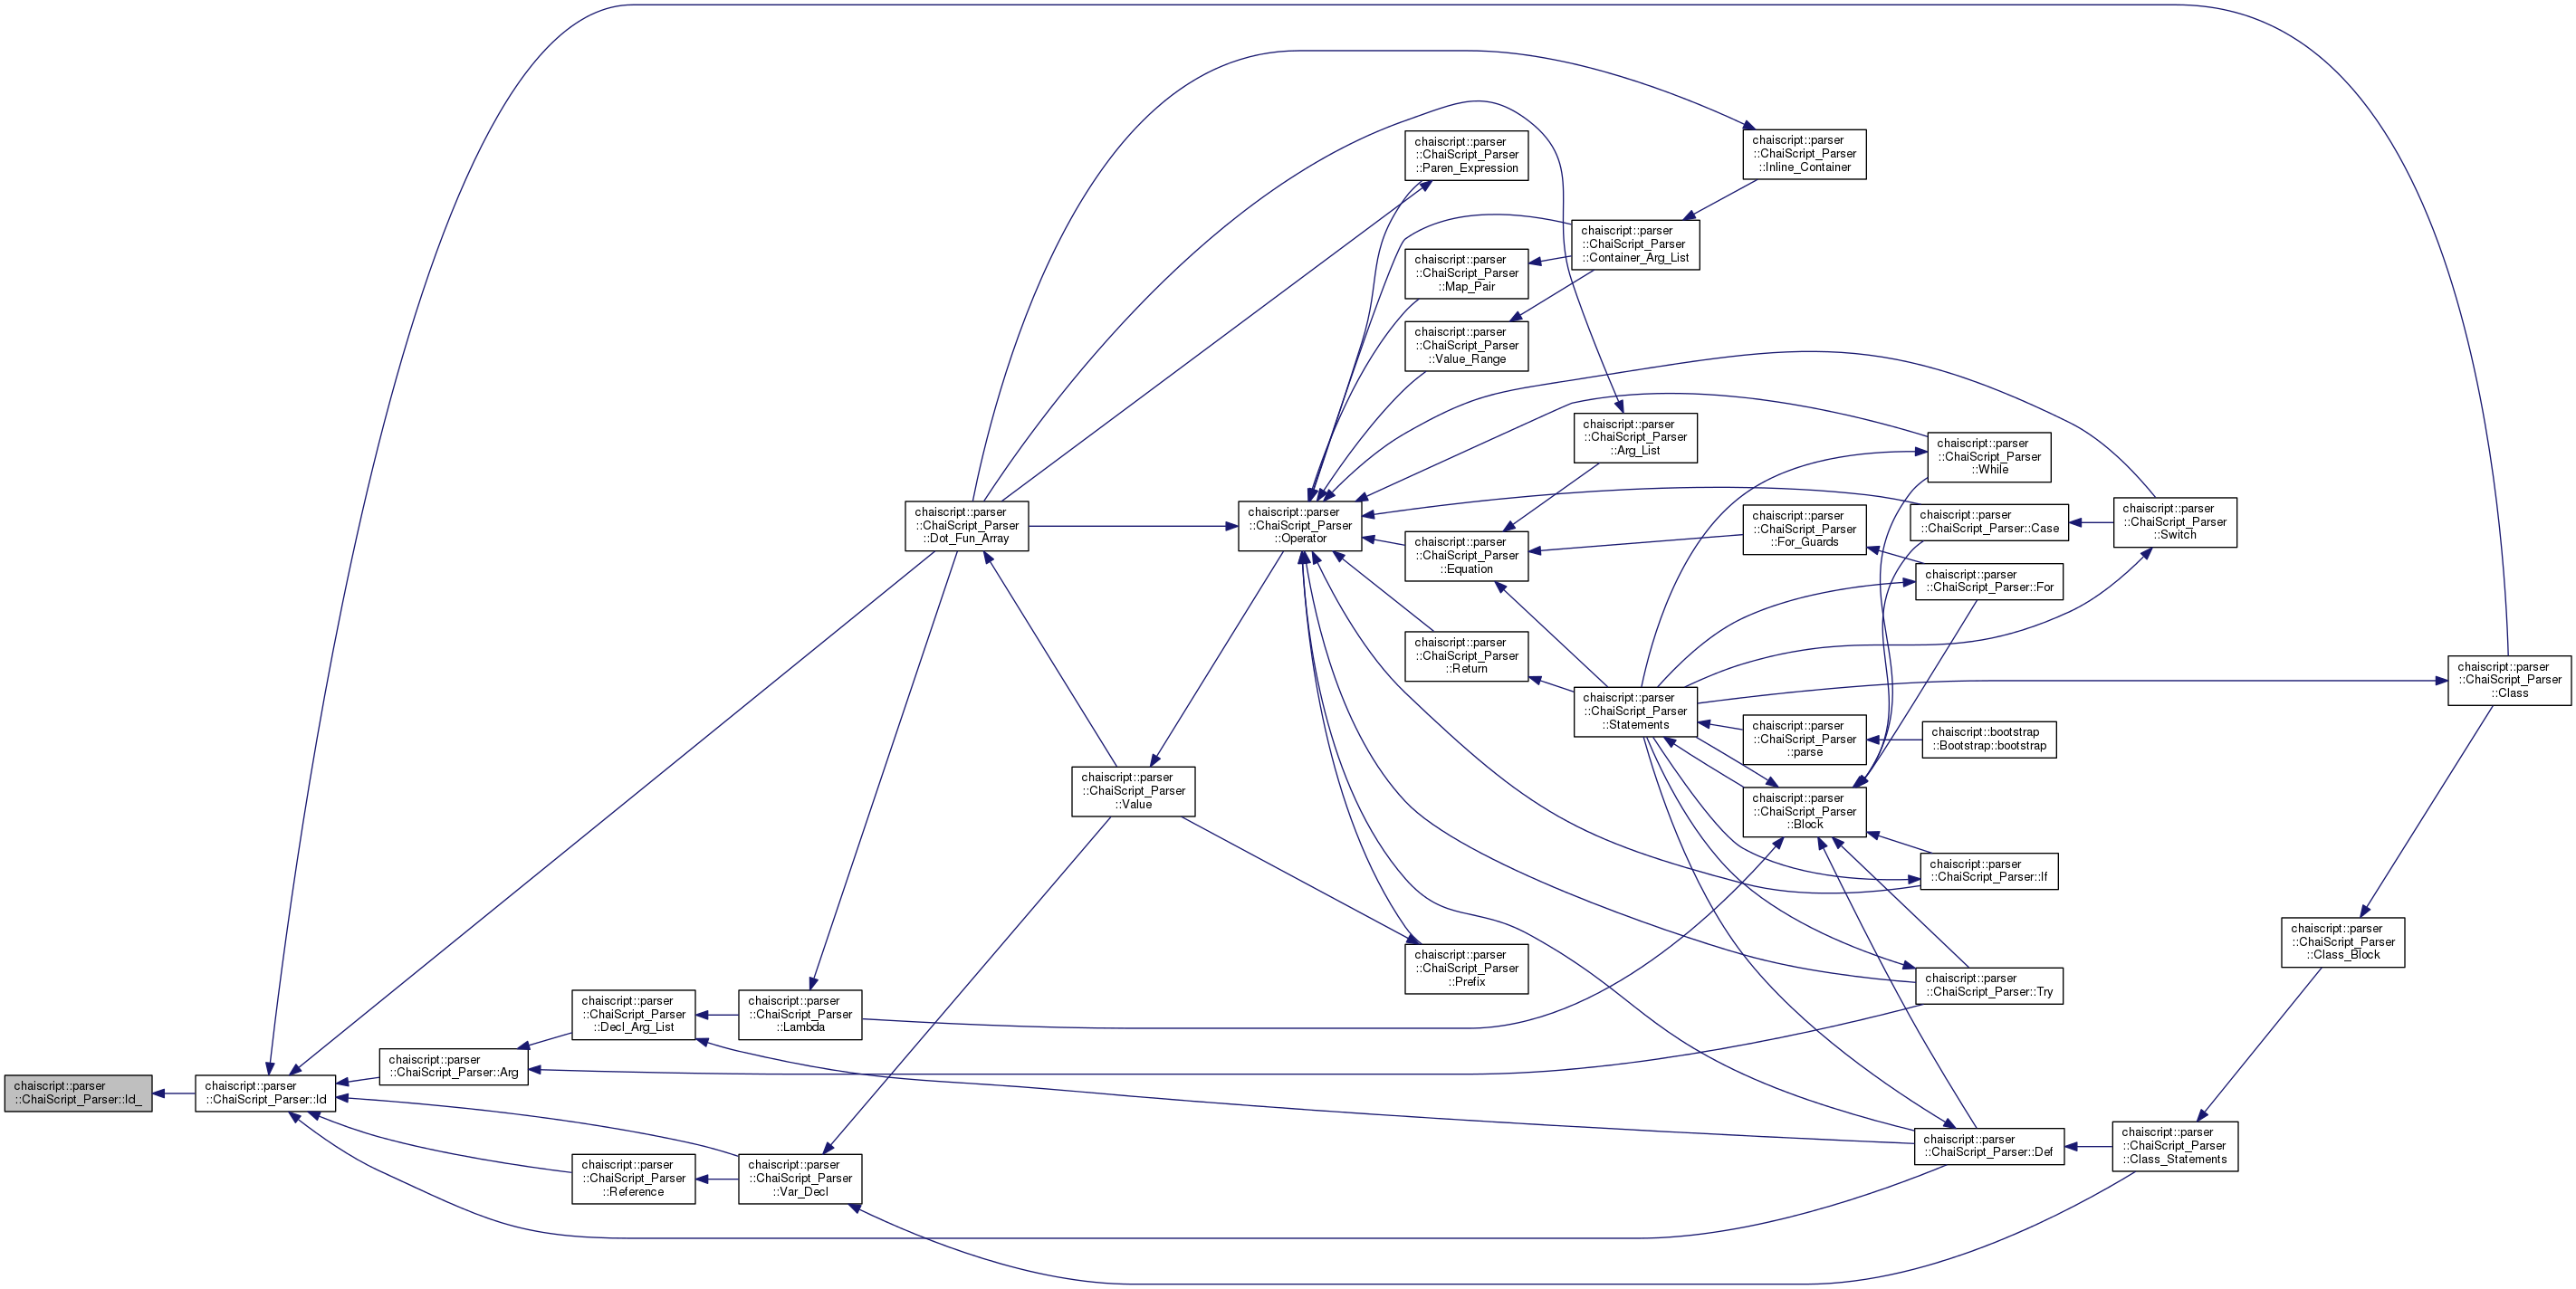 chaiscript::parser
::ChaiScript_Parser::Id_
chaiscript::parser
::ChaiScript_Parser::Id
chaiscript::parser
::ChaiScript_Parser::Arg
chaiscript::parser
::ChaiScript_Parser
::Decl_Arg_List
chaiscript::parser
::ChaiScript_Parser
::Reference
chaiscript::parser
::ChaiScript_Parser
::Lambda
chaiscript::parser
::ChaiScript_Parser
::Var_Decl
chaiscript::parser
::ChaiScript_Parser
::Dot_Fun_Array
chaiscript::parser
::ChaiScript_Parser
::Value
chaiscript::parser
::ChaiScript_Parser
::Operator
chaiscript::parser
::ChaiScript_Parser
::Paren_Expression
chaiscript::parser
::ChaiScript_Parser
::Map_Pair
chaiscript::parser
::ChaiScript_Parser
::Value_Range
chaiscript::parser
::ChaiScript_Parser
::Equation
chaiscript::parser
::ChaiScript_Parser
::Return
chaiscript::parser
::ChaiScript_Parser
::Prefix
chaiscript::parser
::ChaiScript_Parser
::Container_Arg_List
chaiscript::parser
::ChaiScript_Parser
::Arg_List
chaiscript::parser
::ChaiScript_Parser
::Statements
chaiscript::parser
::ChaiScript_Parser
::Inline_Container
chaiscript::parser
::ChaiScript_Parser
::For_Guards
chaiscript::parser
::ChaiScript_Parser
::parse
chaiscript::parser
::ChaiScript_Parser
::Block
chaiscript::parser
::ChaiScript_Parser
::While
chaiscript::parser
::ChaiScript_Parser::Case
chaiscript::parser
::ChaiScript_Parser::For
chaiscript::bootstrap
::Bootstrap::bootstrap
chaiscript::parser
::ChaiScript_Parser::If
chaiscript::parser
::ChaiScript_Parser::Try
chaiscript::parser
::ChaiScript_Parser::Def
chaiscript::parser
::ChaiScript_Parser
::Switch
chaiscript::parser
::ChaiScript_Parser
::Class_Statements
chaiscript::parser
::ChaiScript_Parser
::Class_Block
chaiscript::parser
::ChaiScript_Parser
::Class